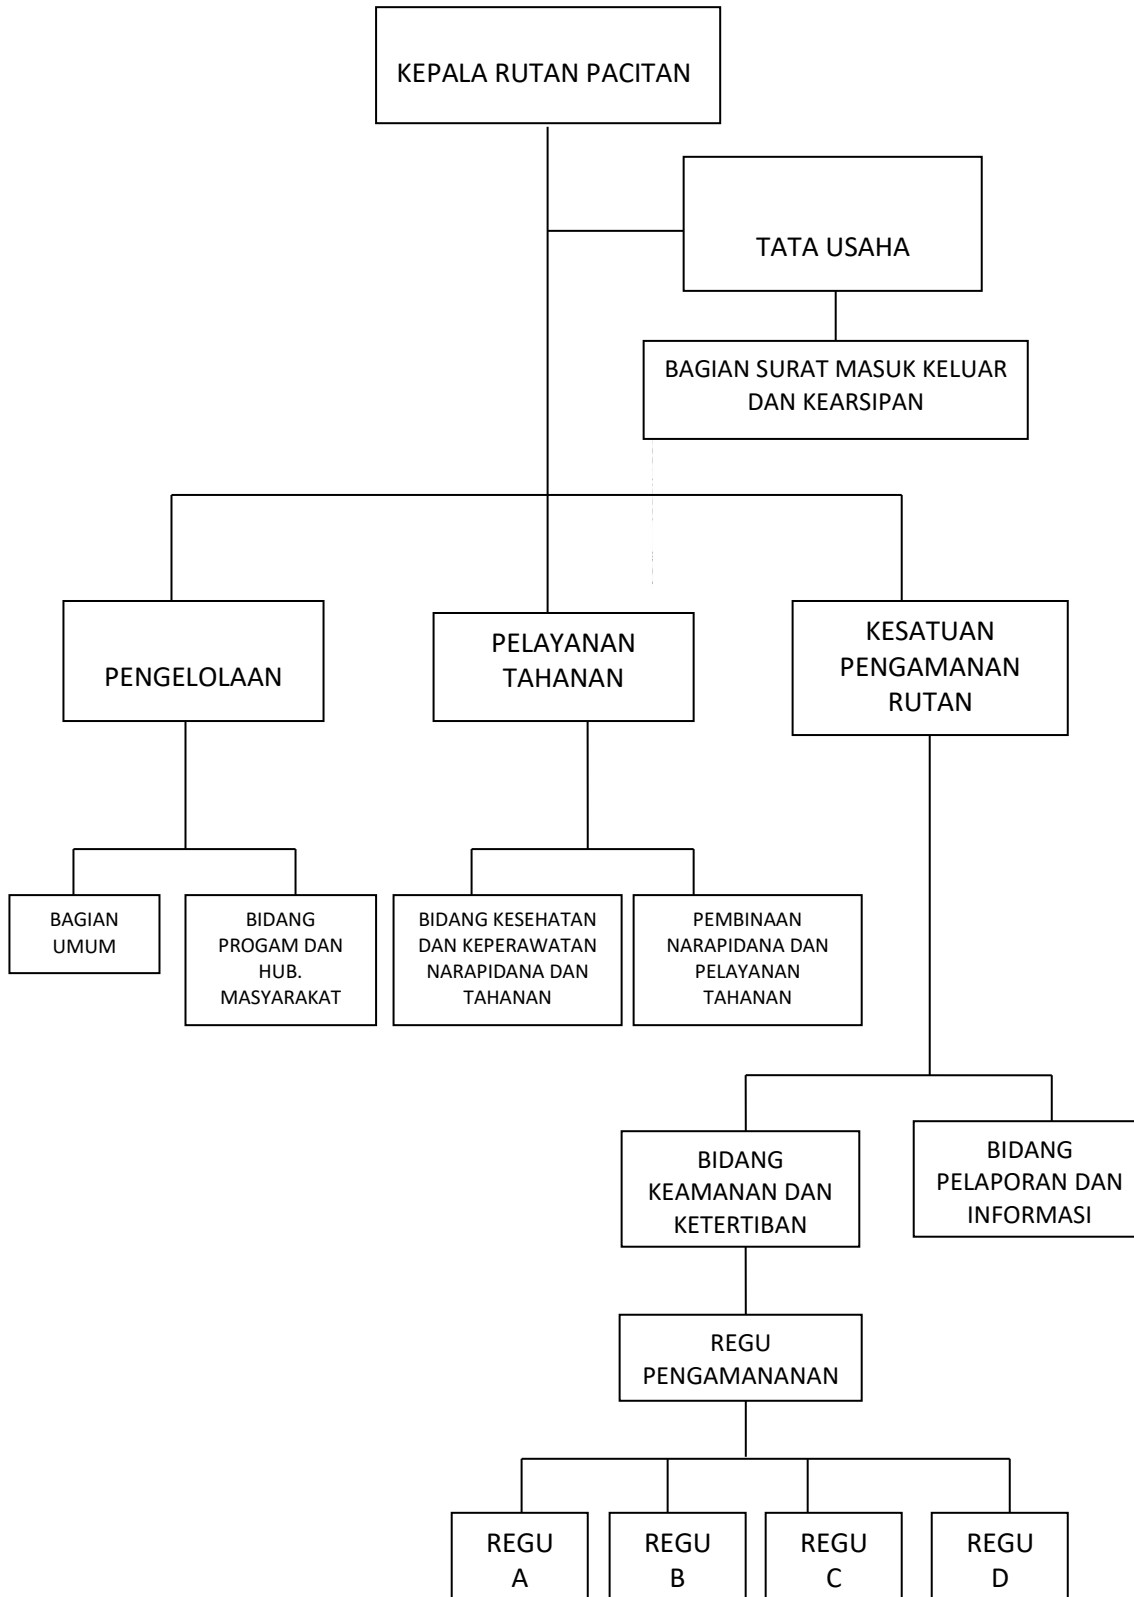 KEPALA RUTAN PACITAN
TATA USAHA
BAGIAN SURAT MASUK KELUAR
DAN KEARSIPAN
PENGELOLAAN
PELAYANAN
TAHANAN
KESATUAN
PENGAMANAN
RUTAN
BAGIAN
UMUM
BIDANG
PROGAM DAN
HUB.
MASYARAKAT
BIDANG KESEHATAN
DAN KEPERAWATAN
NARAPIDANA DAN
TAHANAN
PEMBINAAN
NARAPIDANA DAN
PELAYANAN
TAHANAN
BIDANG
KEAMANAN DAN
KETERTIBAN
BIDANG
PELAPORAN DAN
INFORMASI
REGU
PENGAMANANAN
REGU
A
REGU
B
REGU
C
REGU
D